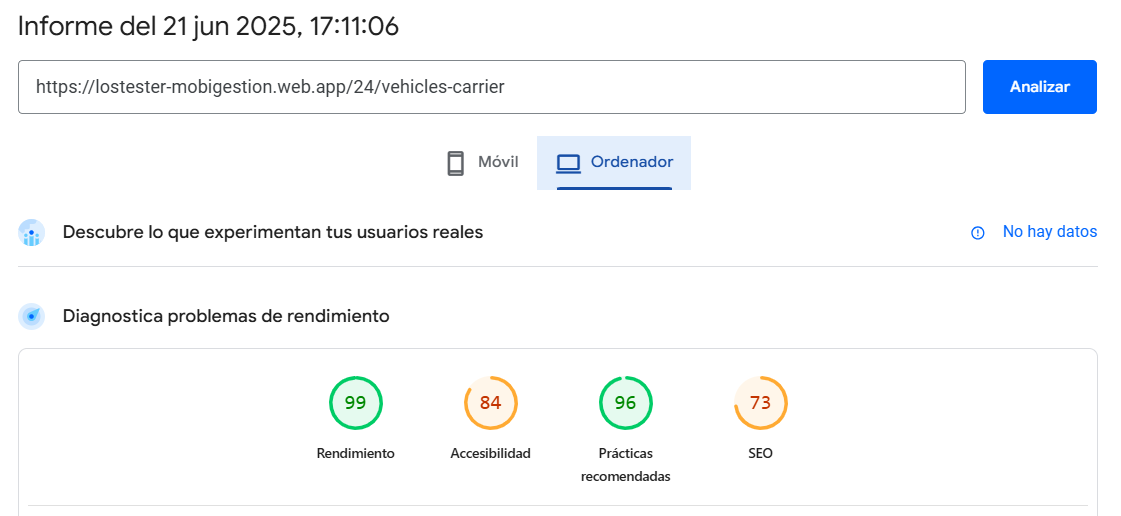 Informe del 21 jun 2025, 17:11:06
https://lostester-mobigestion.web.app/24/vehicles-carrier
Analizar
Móvil
Ordenador
Descubre lo que experimentan tus usuarios reales
No hay datos
Diagnostica problemas de rendimiento
99
84
96
73
Rendimiento
Accesibilidad
Prácticas
recomendadas
SEO